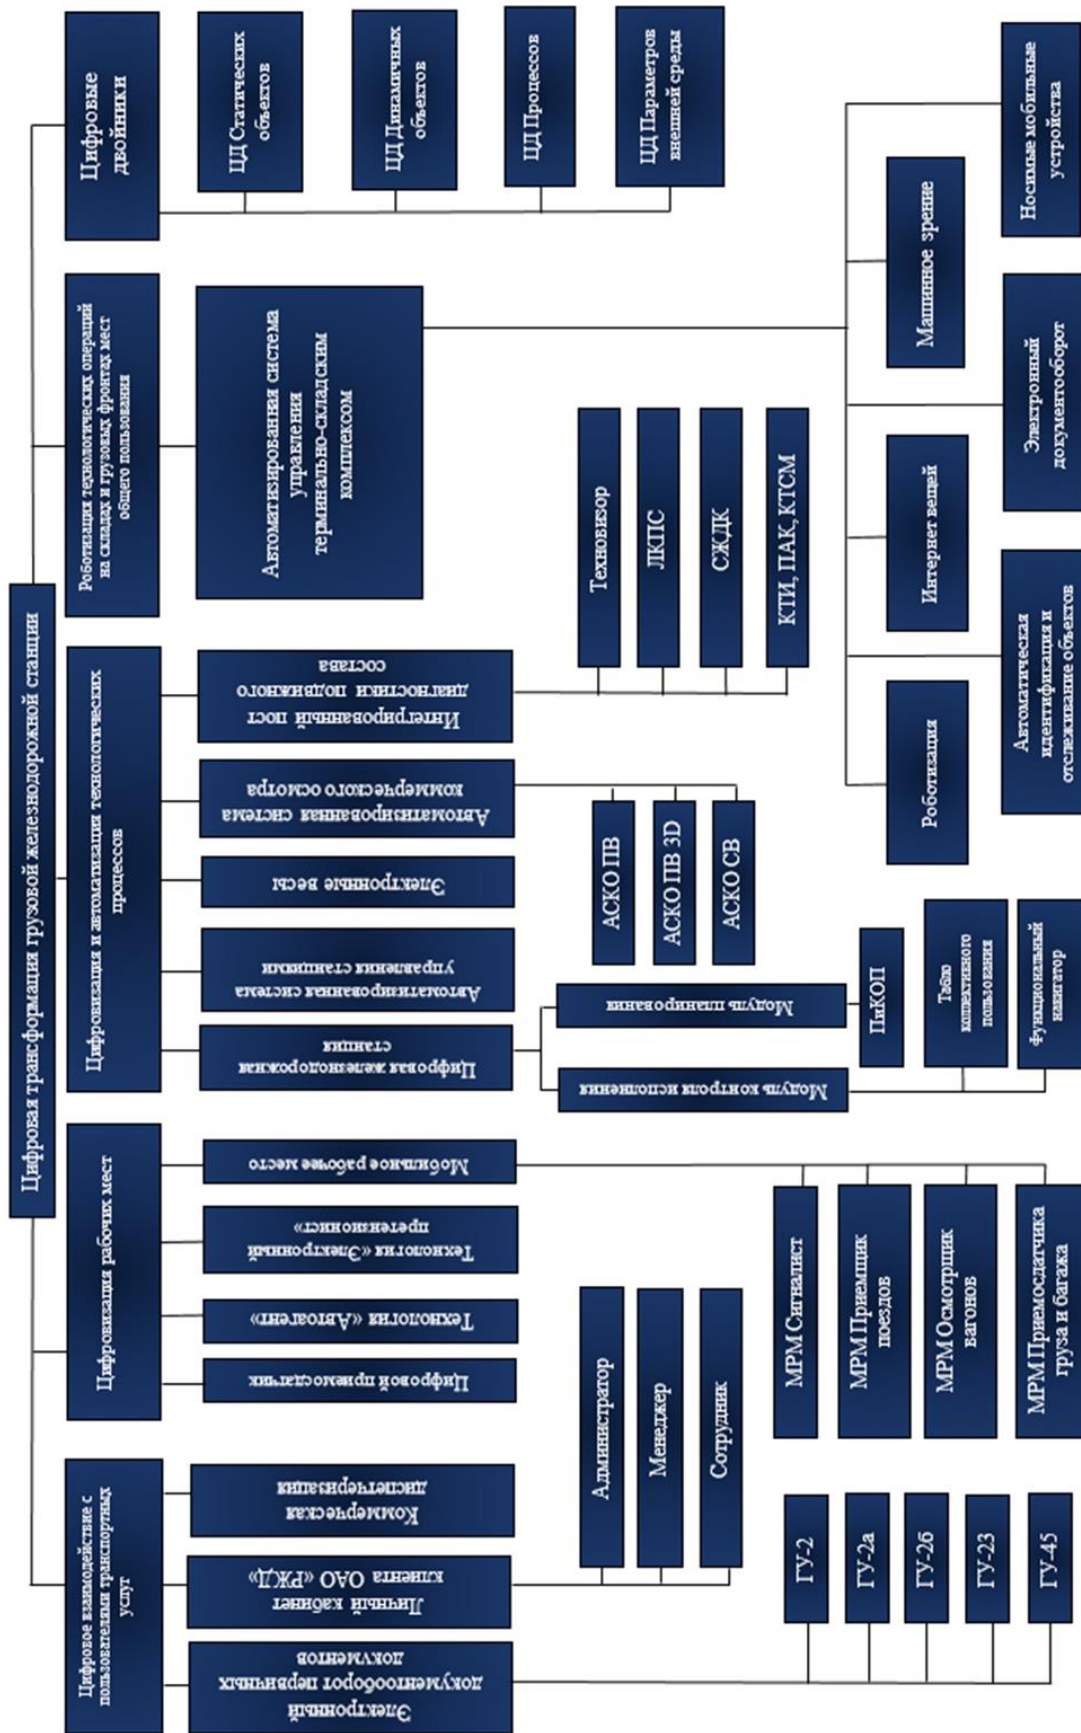 Цифровая трансформация грузовой железнодорожной станции
Цифровое взаимодействие с
пользователями транспортных
услуг
Цифровизация рабочих мест
Цифровизация и автоматизация технологических
процессов
Роботизация технологических операций
на складах и грузовых фронтах мест
общего пользования
Цифровые
двойники
Электронный
документооборот первичных
документов
Личный кабинет
клиента ОАО «РЖД»
Коммерческая
диспетчеризация
Цифровой приемосдатчик
Технология «Автоагент»
Технология «Электронный
претензионист»
Мобильное рабочее место
Цифровая железнодорожная
станция
Автоматизированная система
управления станциями
Электронные весы
Автоматизированная система
коммерческого осмотра
Интегрированный пост
диагностики подвижного
состава
Автоматизированная система
управления
терминально-складским
комплексом
ЦД Статических
объектов
ЦД Динамичных
объектов
ЦД Процессов
ЦД Параметров
внешней среды
Администратор
Менеджер
Сотрудник
ГУ-2
ГУ-2а
ГУ-2б
ГУ-23
ГУ-45
МРМ Сигналист
МРМ Приемщик
поездов
МРМ Осмотрщик
вагонов
МРМ Приемосдатчика
груза и багажа
Модуль контроля исполнения
Модуль планирования
ПиКОП
Табло
коллективного
пользования
Функциональный
навигатор
АСКО ПВ
АСКО ПВ 3D
АСКО СВ
Техновизор
ЛКПС
СЖДК
КТИ, ПАК, КТСМ
Роботизация
Интернет вещей
Машинное зрение
Автоматическая
идентификация и
отслеживание объектов
Электронный
документооборот
Носимые мобильные
устройства